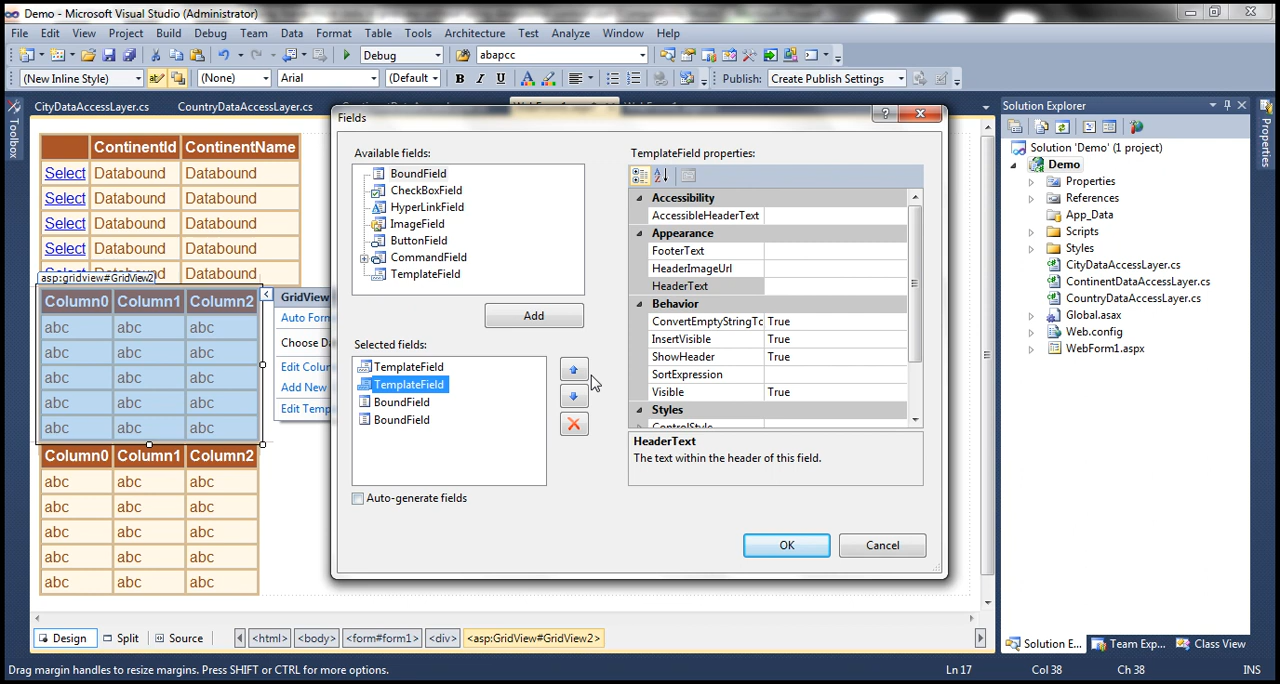 Demo - Microsoft Visual Studio (Administrator)
File Edit View Project Build Debug Team Data Format Table Tools Architecture Test Analyze Window Help
Debug abapcc
(New Inline Style) (None) Arial (Default B I U A Publish: Create Publish Settings
CityDataAccessLayer.cs CountryDataAccessLayer.cs
Toolbox
ContinentId ContinentName
Select Databound Databound
Select Databound Databound
Select Databound Databound
Select Databound Databound
Select Databound Databound
asp:gridview#GridView2
Column0 Column1 Column2
abc abc abc
abc abc abc
abc abc abc
abc abc abc
abc abc abc
Column0 Column1 Column2
abc abc abc
abc abc abc
abc abc abc
abc abc abc
abc abc abc
GridView
Auto Form
Choose Da
Edit Colun
Add New
Edit Temp
Fields
Available fields:
BoundField
CheckBoxField
HyperLinkField
ImageField
ButtonField
CommandField
TemplateField
Add
Selected fields:
TemplateField
TemplateField
BoundField
BoundField
Auto-generate fields
TemplateField properties:
Accessibility
AccessibleHeaderText
Appearance
FooterText
HeaderImageUrl
HeaderText
Behavior
ConvertEmptyStringTo True
InsertVisible True
ShowHeader True
SortExpression
Visible True
Styles
ControlStyle
HeaderText
The text within the header of this field.
OK Cancel
Solution Explorer
Solution 'Demo' (1 project)
Demo
Properties
References
App_Data
Scripts
Styles
CityDataAccessLayer.cs
ContinentDataAccessLayer.cs
CountryDataAccessLayer.cs
Global.asax
Web.config
WebForm1.aspx
Properties
Solution E... Team Exp... Class View
Design Split Source <html> <body> <form#form1> <div> <asp:GridView#GridView2>
Drag margin handles to resize margins. Press SHIFT or CTRL for more options. Ln 17 Col 38 Ch 38 INS